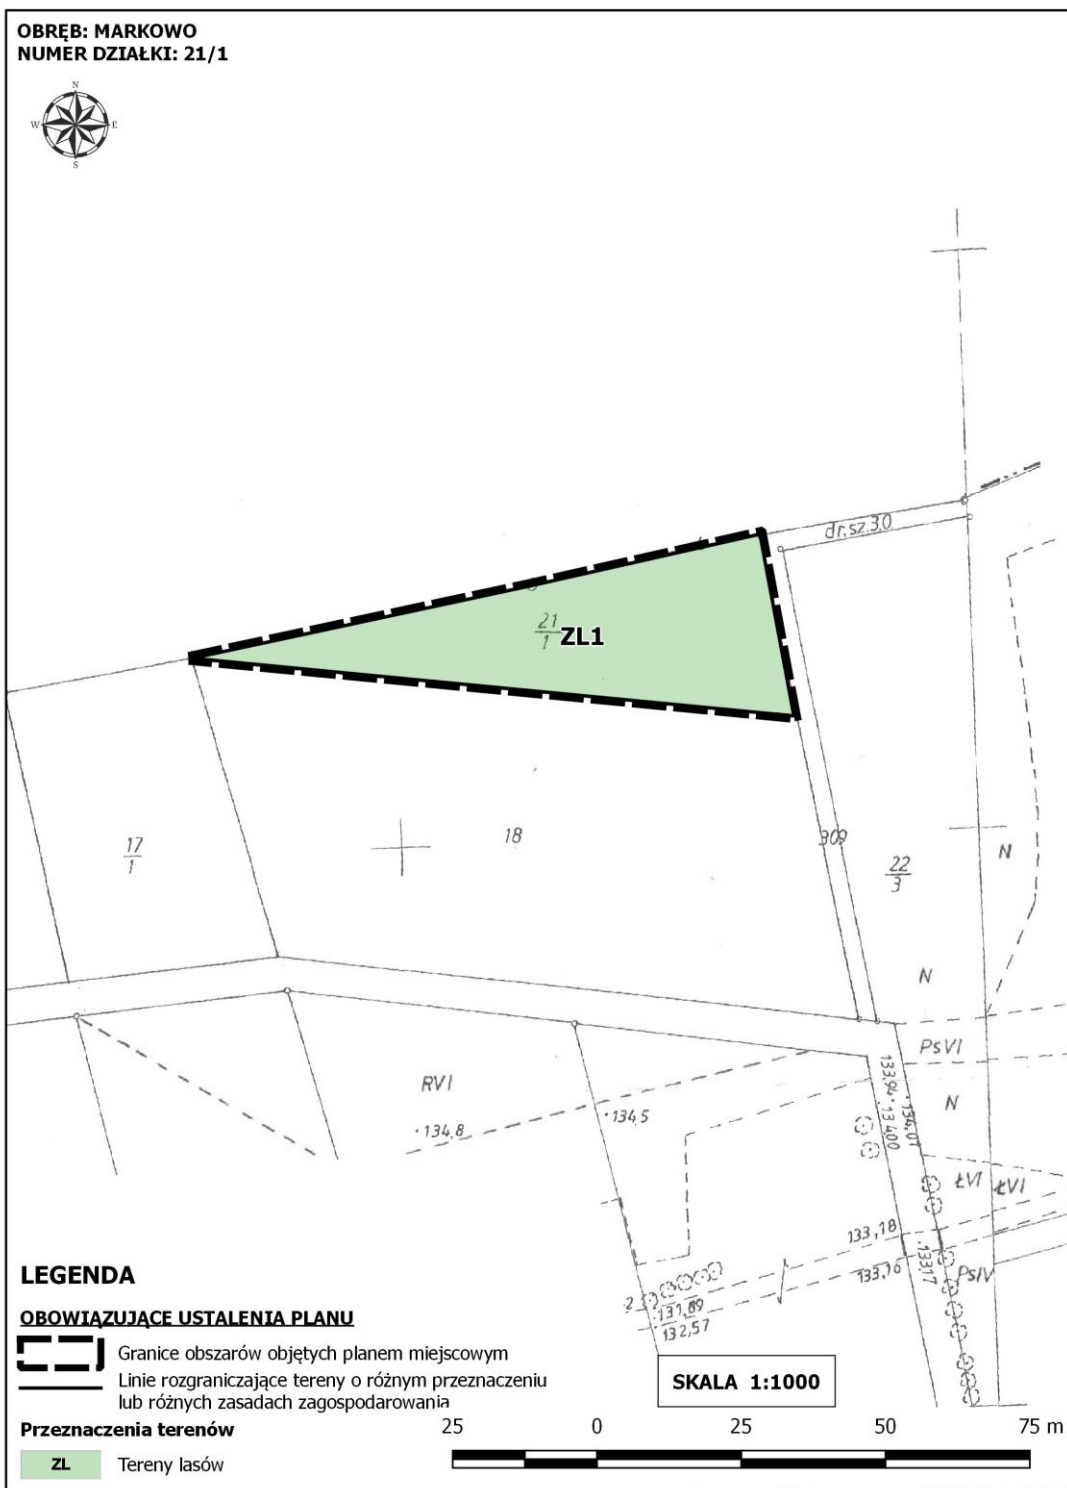 OBRĘB: MARKOWO
NUMER DZIAŁKI: 21/1
N
W
E
S
dr.sz.3.0
21
1
ZL1
18
309
17
1
22
3
N
N
PsVI
RVI
N
133,94
134,07
13400
134,8
134,5
ŁVI
ŁVI
133,18
133,16
133,17
PsIV
2
131,89
132,57
LEGENDA
OBOWIĄZUJĄCE USTALENIA PLANU
Granice obszarów objętych planem miejscowym
Linie rozgraniczające tereny o różnym przeznaczeniu
lub różnych zasadach zagospodarowania
SKALA 1:1000
Przeznaczenia terenów
ZL
Tereny lasów
25
0
25
50
75 m